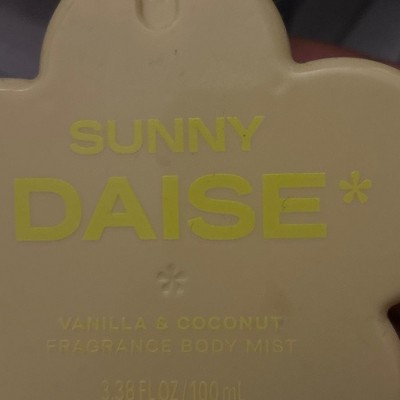 SUNNY
DAISE*
*
VANILLA & COCONUT
FRAGRANCE BODY MIST
3.38 FL OZ / 100 ml